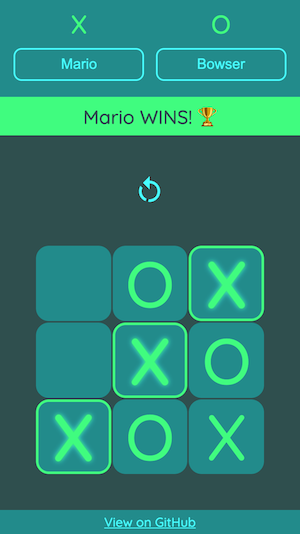 X O
Mario Bowser
Mario WINS! 🏆
O X
X O
X O X
View on GitHub